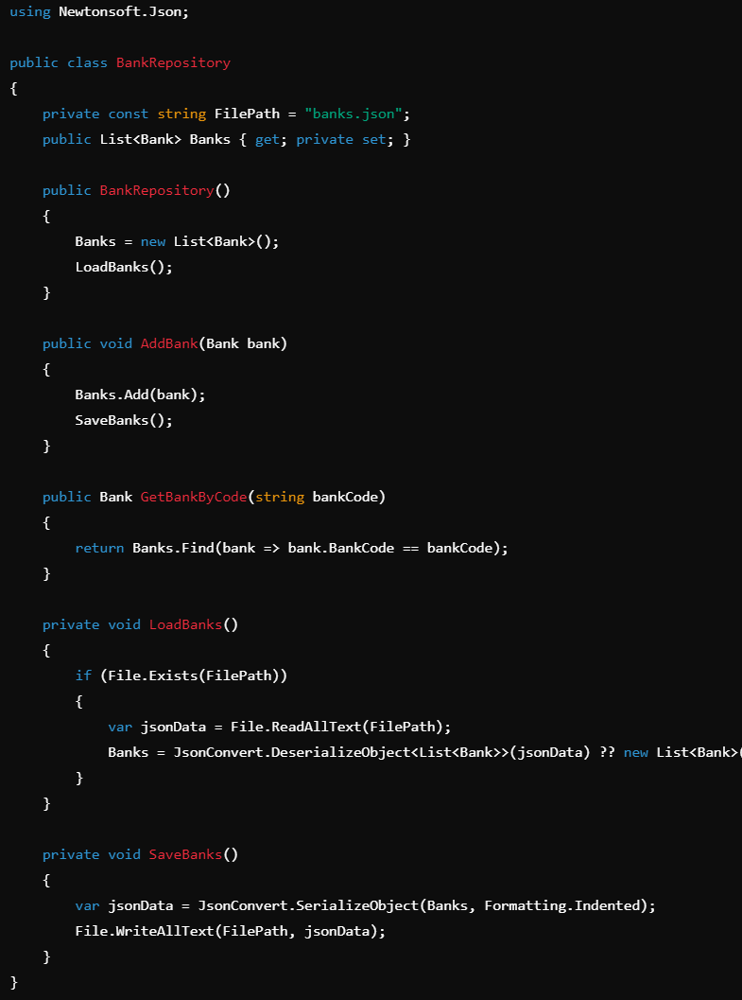 using Newtonsoft.Json;
public class BankRepository
{
    private const string FilePath = "banks.json";
    public List<Bank> Banks { get; private set; }
    public BankRepository()
    {
        Banks = new List<Bank>();
        LoadBanks();
    }
    public void AddBank(Bank bank)
    {
        Banks.Add(bank);
        SaveBanks();
    }
    public Bank GetBankByCode(string bankCode)
    {
        return Banks.Find(bank => bank.BankCode == bankCode);
    }
    private void LoadBanks()
    {
        if (File.Exists(FilePath))
        {
            var jsonData = File.ReadAllText(FilePath);
            Banks = JsonConvert.DeserializeObject<List<Bank>>(jsonData) ?? new List<Bank>(
        }
    }
    private void SaveBanks()
    {
        var jsonData = JsonConvert.SerializeObject(Banks, Formatting.Indented);
        File.WriteAllText(FilePath, jsonData);
    }
}